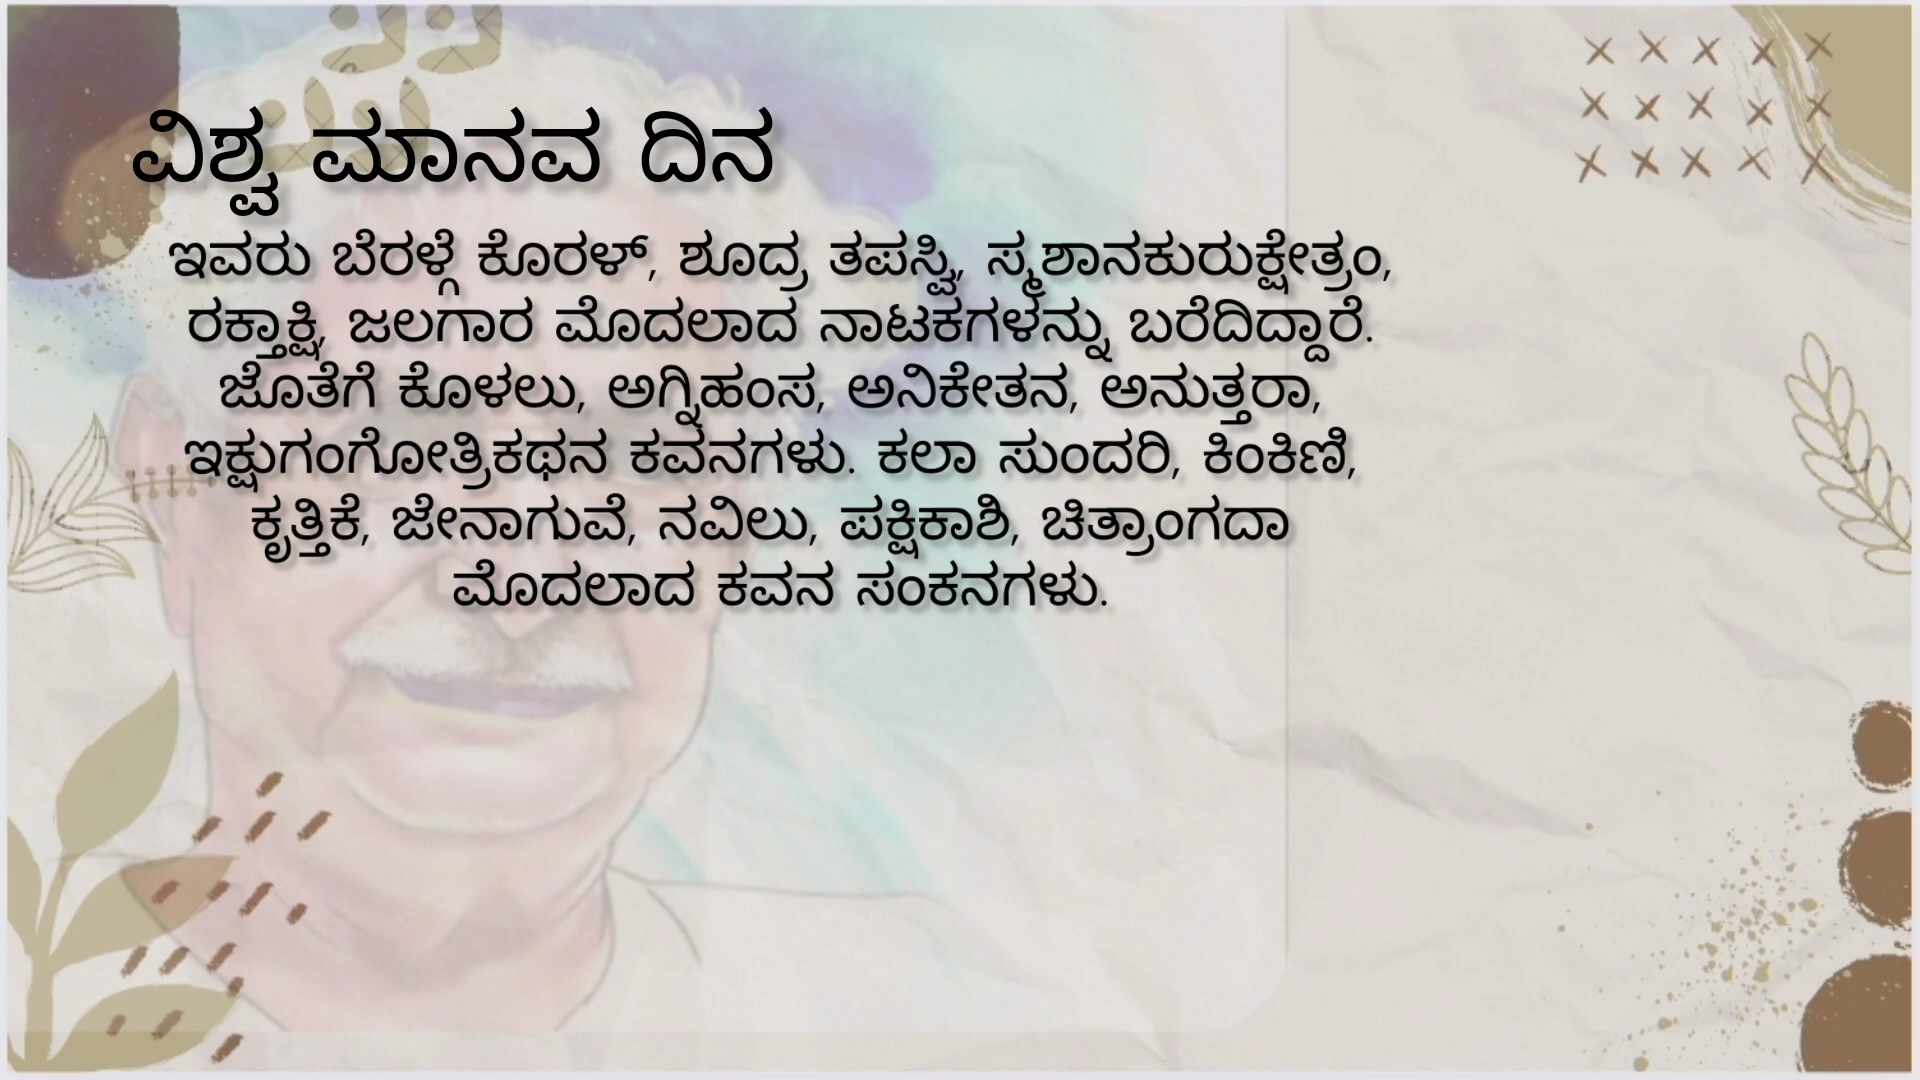 ವಿಶ್ವ ಮಾನವ ದಿನ
ಇವರು ಬೆರಳ್ಗೆ ಕೊರಳ್, ಶೂದ್ರ ತಪಸ್ವಿ, ಸ್ಮಶಾನಕುರುಕ್ಷೇತ್ರಂ,
ರಕ್ತಾಕ್ಷಿ, ಜಲಗಾರ ಮೊದಲಾದ ನಾಟಕಗಳನ್ನು ಬರೆದಿದ್ದಾರೆ.
ಜೊತೆಗೆ ಕೊಳಲು, ಅಗ್ನಿಹಂಸ, ಅನಿಕೇತನ, ಅನುತ್ತರಾ,
ಇಕ್ಷುಗಂಗೋತ್ರಿಕಥನ ಕವನಗಳು. ಕಲಾ ಸುಂದರಿ, ಕಿಂಕಿಣಿ,
ಕೃತ್ತಿಕೆ, ಜೇನಾಗುವೆ, ನವಿಲು, ಪಕ್ಷಿಕಾಶಿ, ಚಿತ್ರಾಂಗದಾ
ಮೊದಲಾದ ಕವನ ಸಂಕನಗಳು.